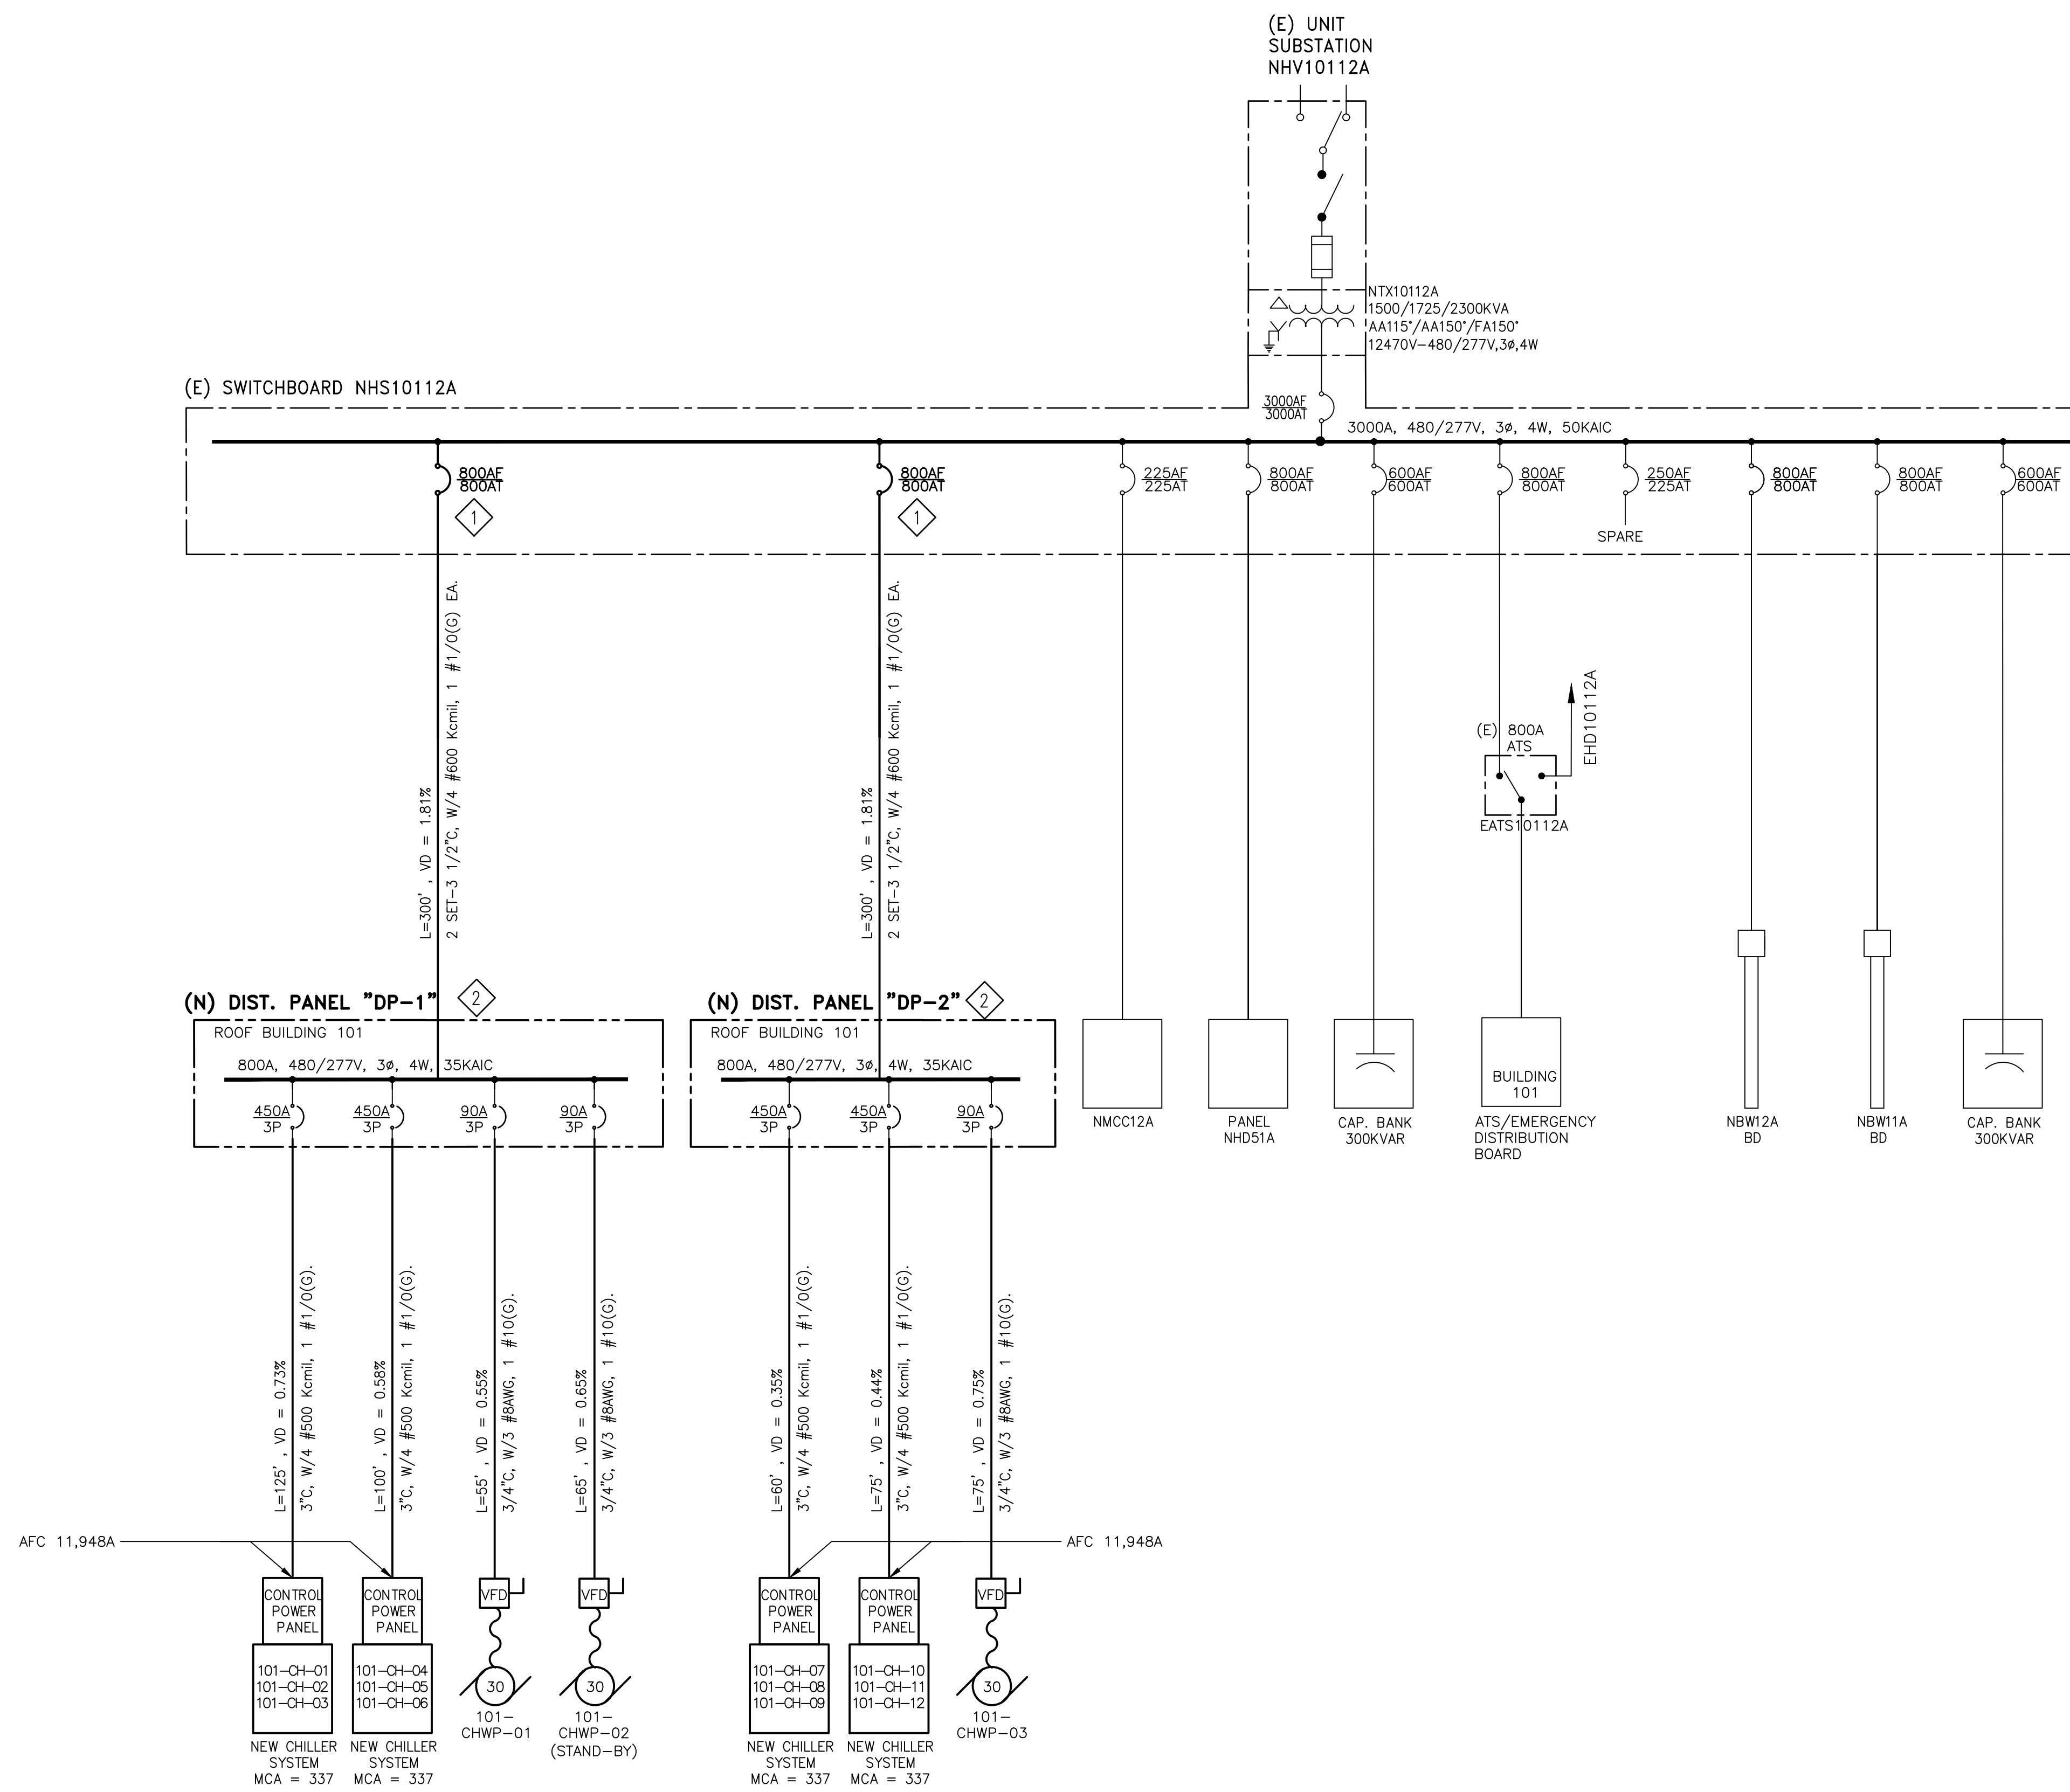 (E) UNIT
SUBSTATION
NHV10112A
NTX10112A
1500/1725/2300KVA
AA115°/AA150°/FA150°
12470V-480/277V,3ø,4W
(E) SWITCHBOARD NHS10112A
3000AF
3000AT
3000A, 480/277V, 3ø, 4W, 50KAIC
800AF
800AT
1
800AF
800AT
1
225AF
225AT
800AF
800AT
600AF
600AT
800AF
800AT
250AF
225AT
SPARE
800AF
800AT
800AF
800AT
600AF
600AT
L=300', VD = 1.81%
2 SET-3 1/2"C, W/4 #600 Kcmil, 1 #1/0(G) EA.
L=300', VD = 1.81%
2 SET-3 1/2"C, W/4 #600 Kcmil, 1 #1/0(G) EA.
(E) 800A
ATS
EHD10112A
EATS10112A
(N) DIST. PANEL "DP-1"
2
ROOF BUILDING 101
800A, 480/277V, 3ø, 4W, 35KAIC
450A
3P
450A
3P
90A
3P
90A
3P
(N) DIST. PANEL "DP-2"
2
ROOF BUILDING 101
800A, 480/277V, 3ø, 4W, 35KAIC
450A
3P
450A
3P
90A
3P
NMCC12A
PANEL
NHD51A
CAP. BANK
300KVAR
BUILDING
101
ATS/EMERGENCY
DISTRIBUTION
BOARD
NBW12A
BD
NBW11A
BD
CAP. BANK
300KVAR
L=125', VD = 0.73%
3"C, W/4 #500 Kcmil, 1 #1/0(G).
L=100', VD = 0.58%
3"C, W/4 #500 Kcmil, 1 #1/0(G).
L=55', VD = 0.55%
3/4"C, W/3 #8AWG, 1 #10(G).
L=65', VD = 0.65%
3/4"C, W/3 #8AWG, 1 #10(G).
L=60', VD = 0.35%
3"C, W/4 #500 Kcmil, 1 #1/0(G).
L=75', VD = 0.44%
3"C, W/4 #500 Kcmil, 1 #1/0(G).
L=75', VD = 0.75%
3/4"C, W/3 #8AWG, 1 #10(G).
AFC 11,948A
AFC 11,948A
CONTROL
POWER
PANEL
101-CH-01
101-CH-02
101-CH-03
NEW CHILLER
SYSTEM
MCA = 337
CONTROL
POWER
PANEL
101-CH-04
101-CH-05
101-CH-06
NEW CHILLER
SYSTEM
MCA = 337
VFD
30
101-
CHWP-01
VFD
30
101-
CHWP-02
(STAND-BY)
CONTROL
POWER
PANEL
101-CH-07
101-CH-08
101-CH-09
NEW CHILLER
SYSTEM
MCA = 337
CONTROL
POWER
PANEL
101-CH-10
101-CH-11
101-CH-12
NEW CHILLER
SYSTEM
MCA = 337
VFD
30
101-
CHWP-03